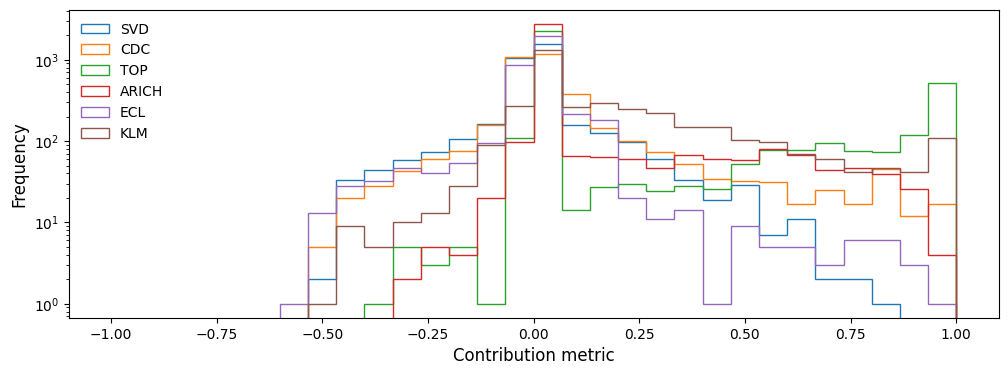 SVD
CDC
TOP
ARICH
ECL
KLM
Frequency
10³
10²
10¹
10⁰
−1.00 −0.75 −0.50 −0.25 0.00 0.25 0.50 0.75 1.00
Contribution metric